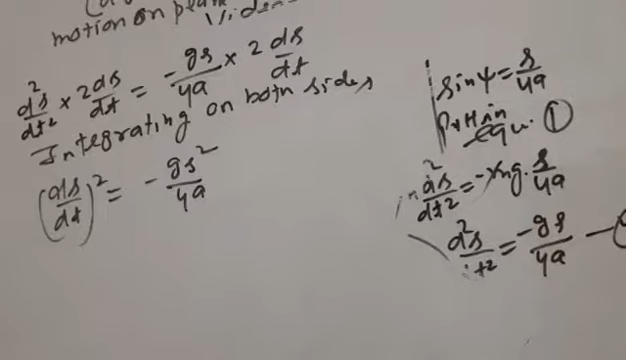 motion on
d²s/dt² × 2 ds/dt = - gs/4a × 2 ds/dt
Integrating on both sides
(ds/dt)² = - gs²/4a
sin ψ = s/4a
Put in equ. ①
d²s/dt² = - mg. s/4a
d²s/dt² = -gs/4a —